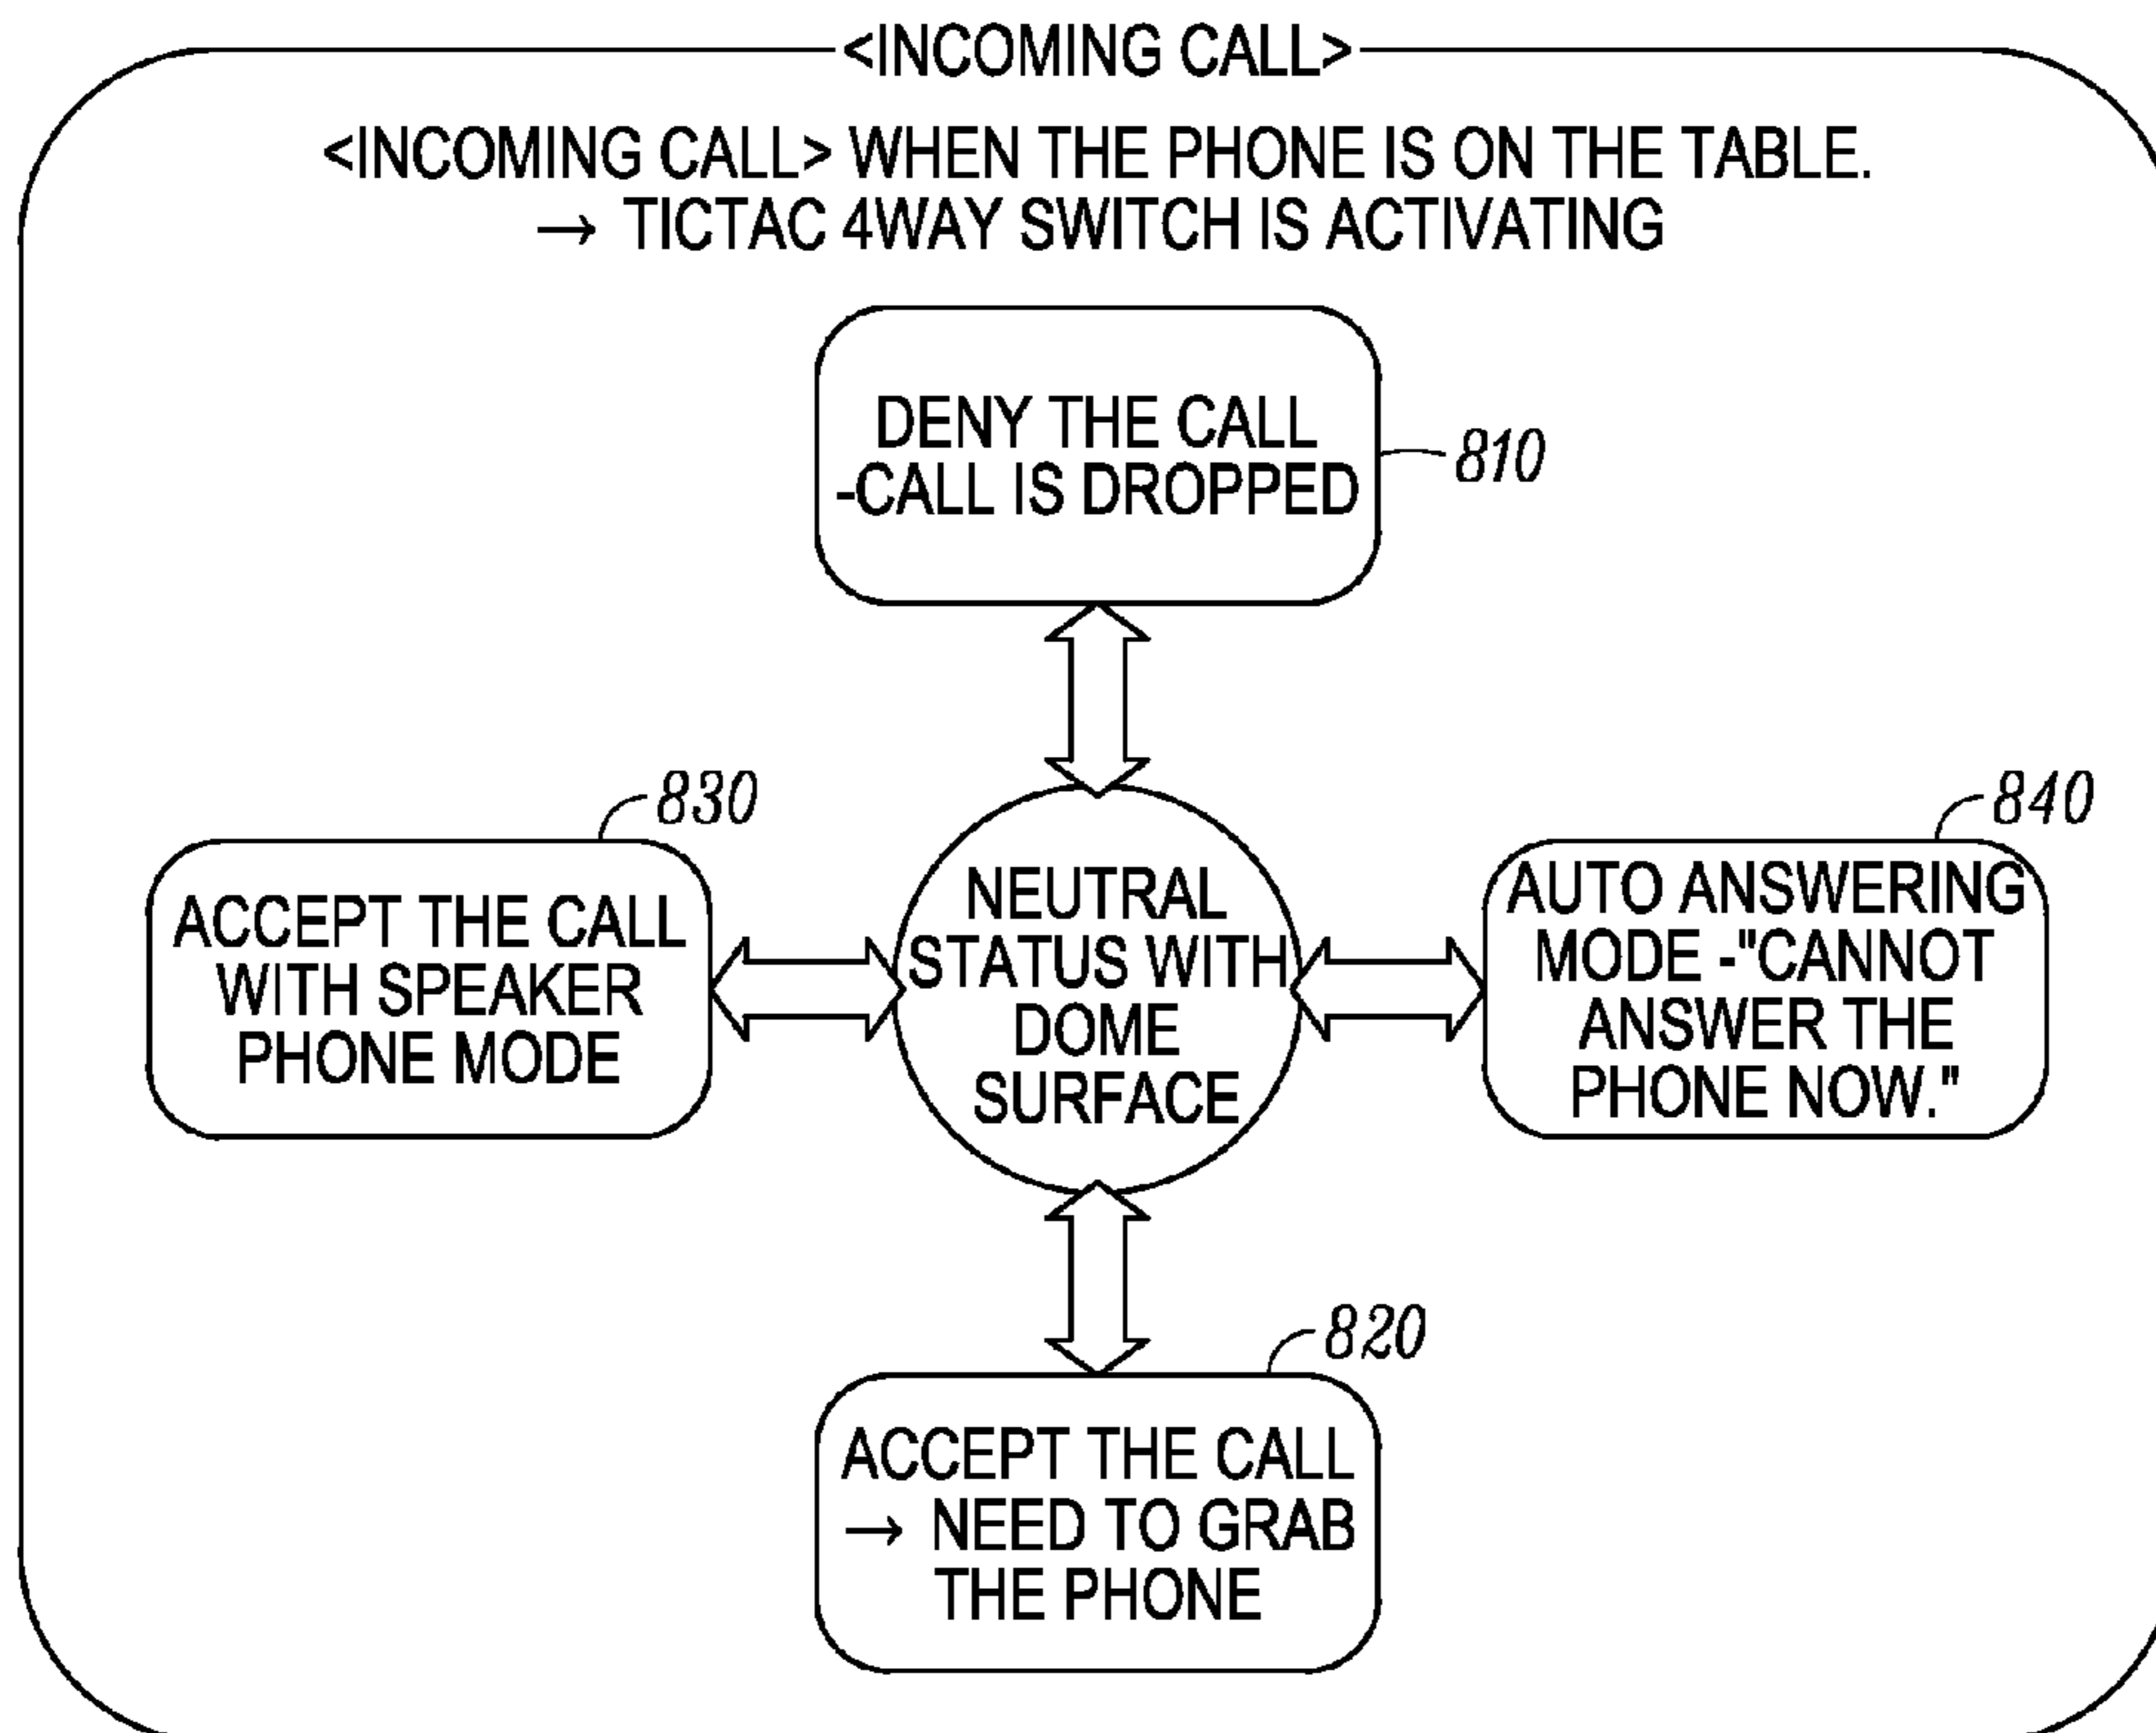 <INCOMING CALL>
<INCOMING CALL> WHEN THE PHONE IS ON THE TABLE.
→ TICTAC 4WAY SWITCH IS ACTIVATING
DENY THE CALL
-CALL IS DROPPED
810
830
ACCEPT THE CALL
WITH SPEAKER
PHONE MODE
NEUTRAL
STATUS WITH
DOME
SURFACE
840
AUTO ANSWERING
MODE -"CANNOT
ANSWER THE
PHONE NOW."
820
ACCEPT THE CALL
→ NEED TO GRAB
THE PHONE